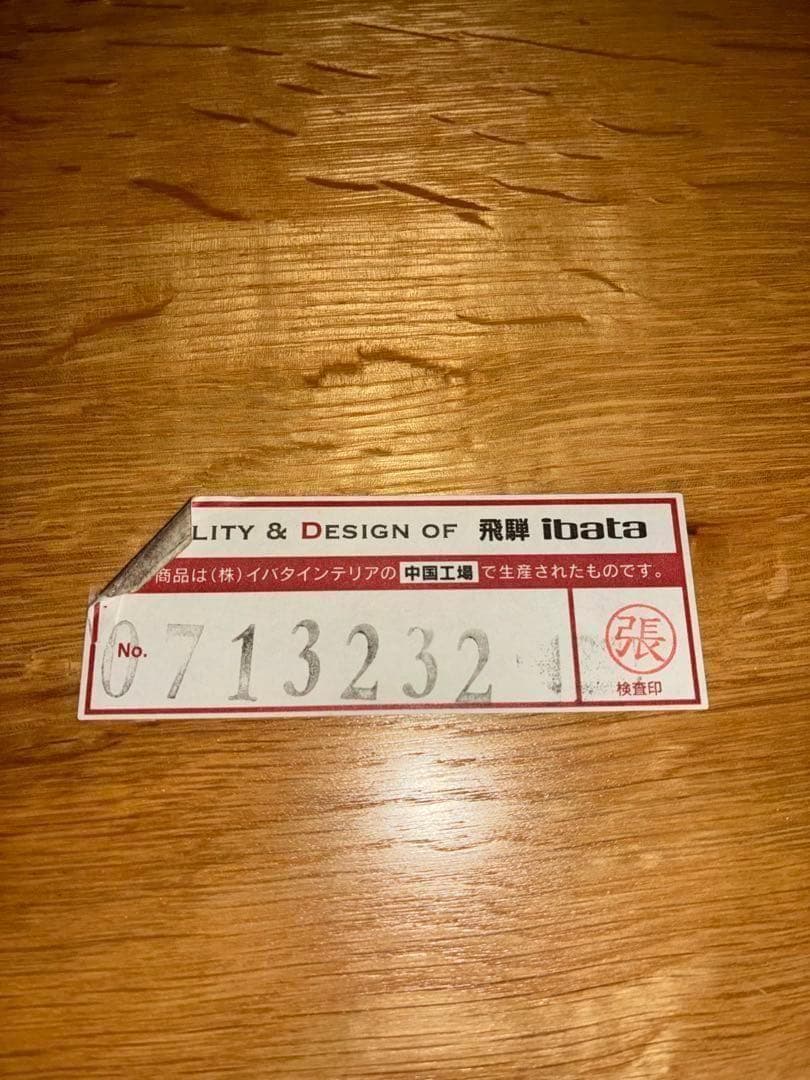 LITY & DESIGN OF 飛騨 ibata
商品は(株)イバタインテリアの 中国工場 で生産されたものです。
No. 0713232
張
検査印